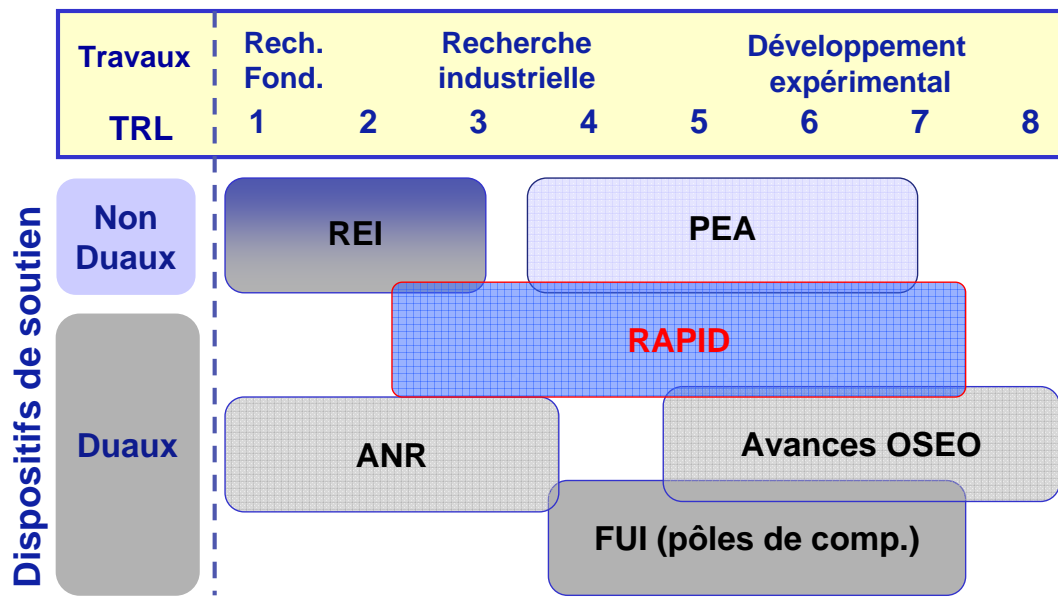 Travaux
Rech.
Fond.
Recherche
industrielle
Développement
expérimental
TRL
1 2 3 4 5 6 7 8
Dispositifs de soutien
Non
Duaux
REI
PEA
RAPID
Duaux
ANR
Avances OSEO
FUI (pôles de comp.)